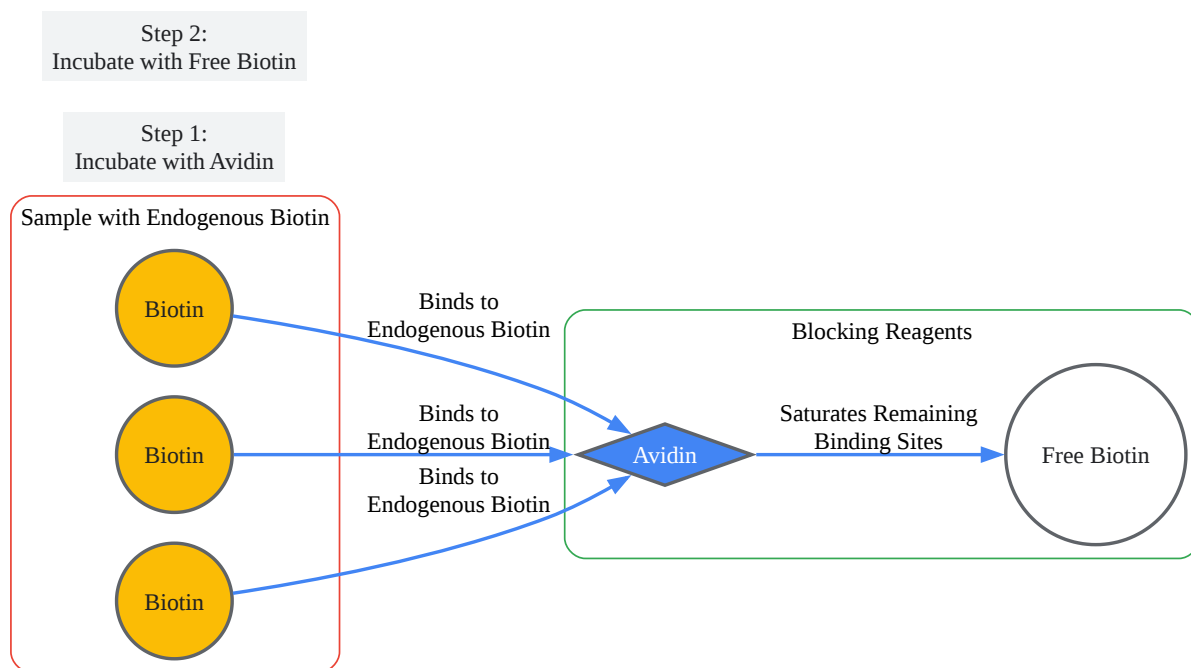 Step 2:
Incubate with Free Biotin
Step 1:
Incubate with Avidin
Sample with Endogenous Biotin
Biotin
Biotin
Biotin
Binds to
Endogenous Biotin
Binds to
Endogenous Biotin
Binds to
Endogenous Biotin
Blocking Reagents
Avidin
Saturates Remaining
Binding Sites
Free Biotin